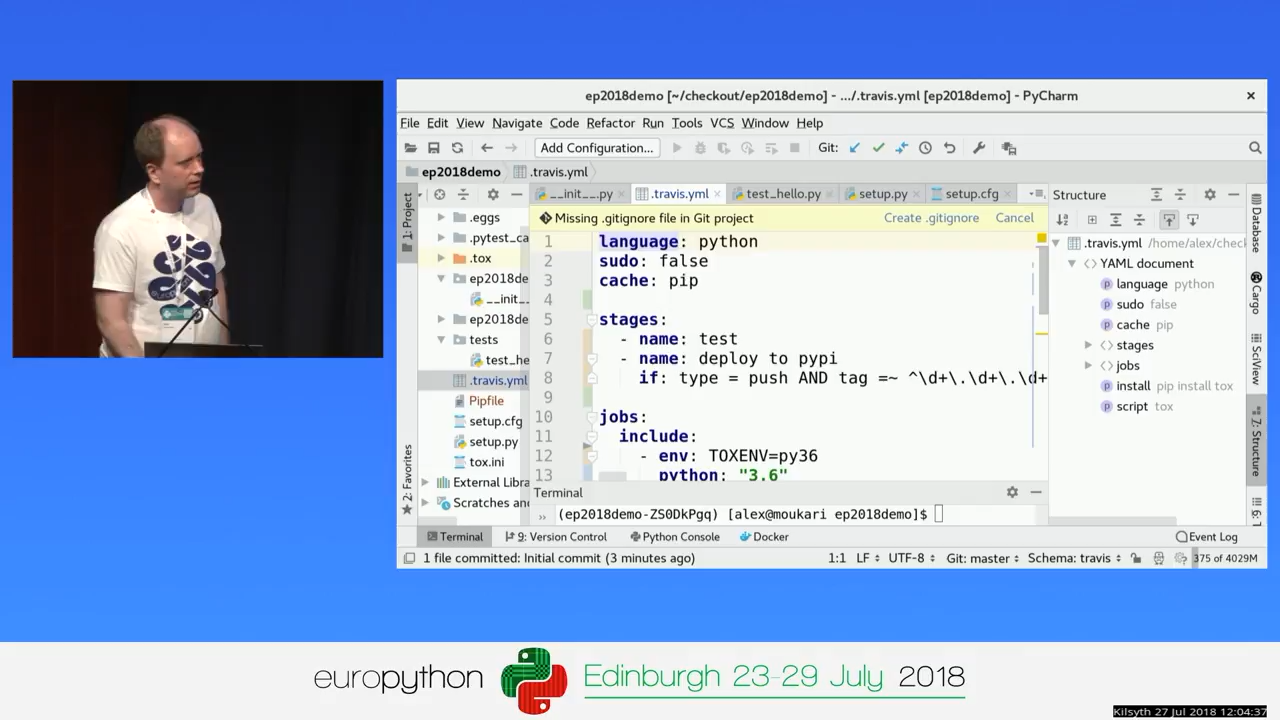 ep2018demo [~/checkout/ep2018demo] - .../.travis.yml [ep2018demo] - PyCharm
File Edit View Navigate Code Refactor Run Tools VCS Window Help
Add Configuration... Git:
ep2018demo .travis.yml
1: Project
2: Favorites
.eggs
.pytest_ca
.tox
ep2018de
__init_
ep2018de
tests
test_he
.travis.yml
Pipfile
setup.cfg
setup.py
tox.ini
External Libra
Scratches and
__init__.py .travis.yml test_hello.py setup.py setup.cfg
Missing .gitignore file in Git project Create .gitignore Cancel
1 language: python
2 sudo: false
3 cache: pip
4
5 stages:
6 - name: test
7 - name: deploy to pypi
8 if: type = push AND tag =~ ^\d+\.\d+\.\d+
9
10 jobs:
11 include:
12 - env: TOXENV=py36
13 python: "3.6"
Structure
.travis.yml /home/alex/check
YAML document
language python
sudo false
cache pip
stages
jobs
install pip install tox
script tox
Database
Cargo
SciView
7: Structure
6: T
Terminal
(ep2018demo-ZS0DkPgq) [alex@moukari ep2018demo]$
Terminal 9: Version Control Python Console Docker Event Log
1 file committed: Initial commit (3 minutes ago) 1:1 LF UTF-8 Git: master Schema: travis 375 of 4029M
europython Edinburgh 23-29 July 2018
Kilsyth 27 Jul 2018 12:04:37